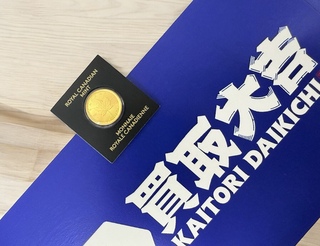 ROYAL CANADIAN
MINT
MONNAIE
ROYALE CANADIENNE
買取大吉
KAITORI DAIKICHI